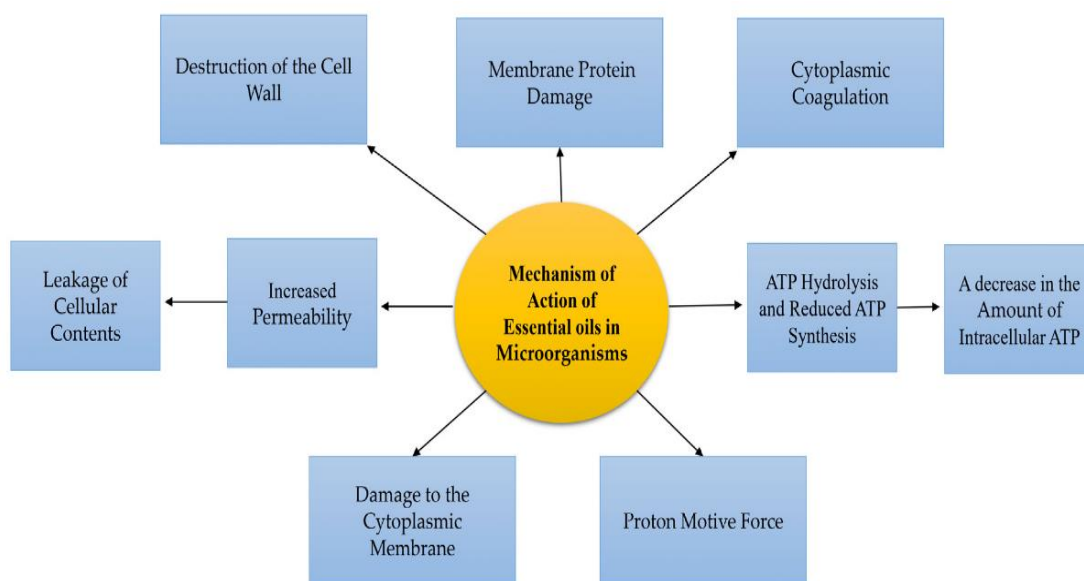 Destruction of the Cell
Wall
Membrane Protein
Damage
Cytoplasmic
Coagulation
Leakage of
Cellular
Contents
Increased
Permeability
Mechanism of
Action of
Essential oils in
Microorganisms
ATP Hydrolysis
and Reduced ATP
Synthesis
A decrease in the
Amount of
Intracellular ATP
Damage to the
Cytoplasmic
Membrane
Proton Motive Force